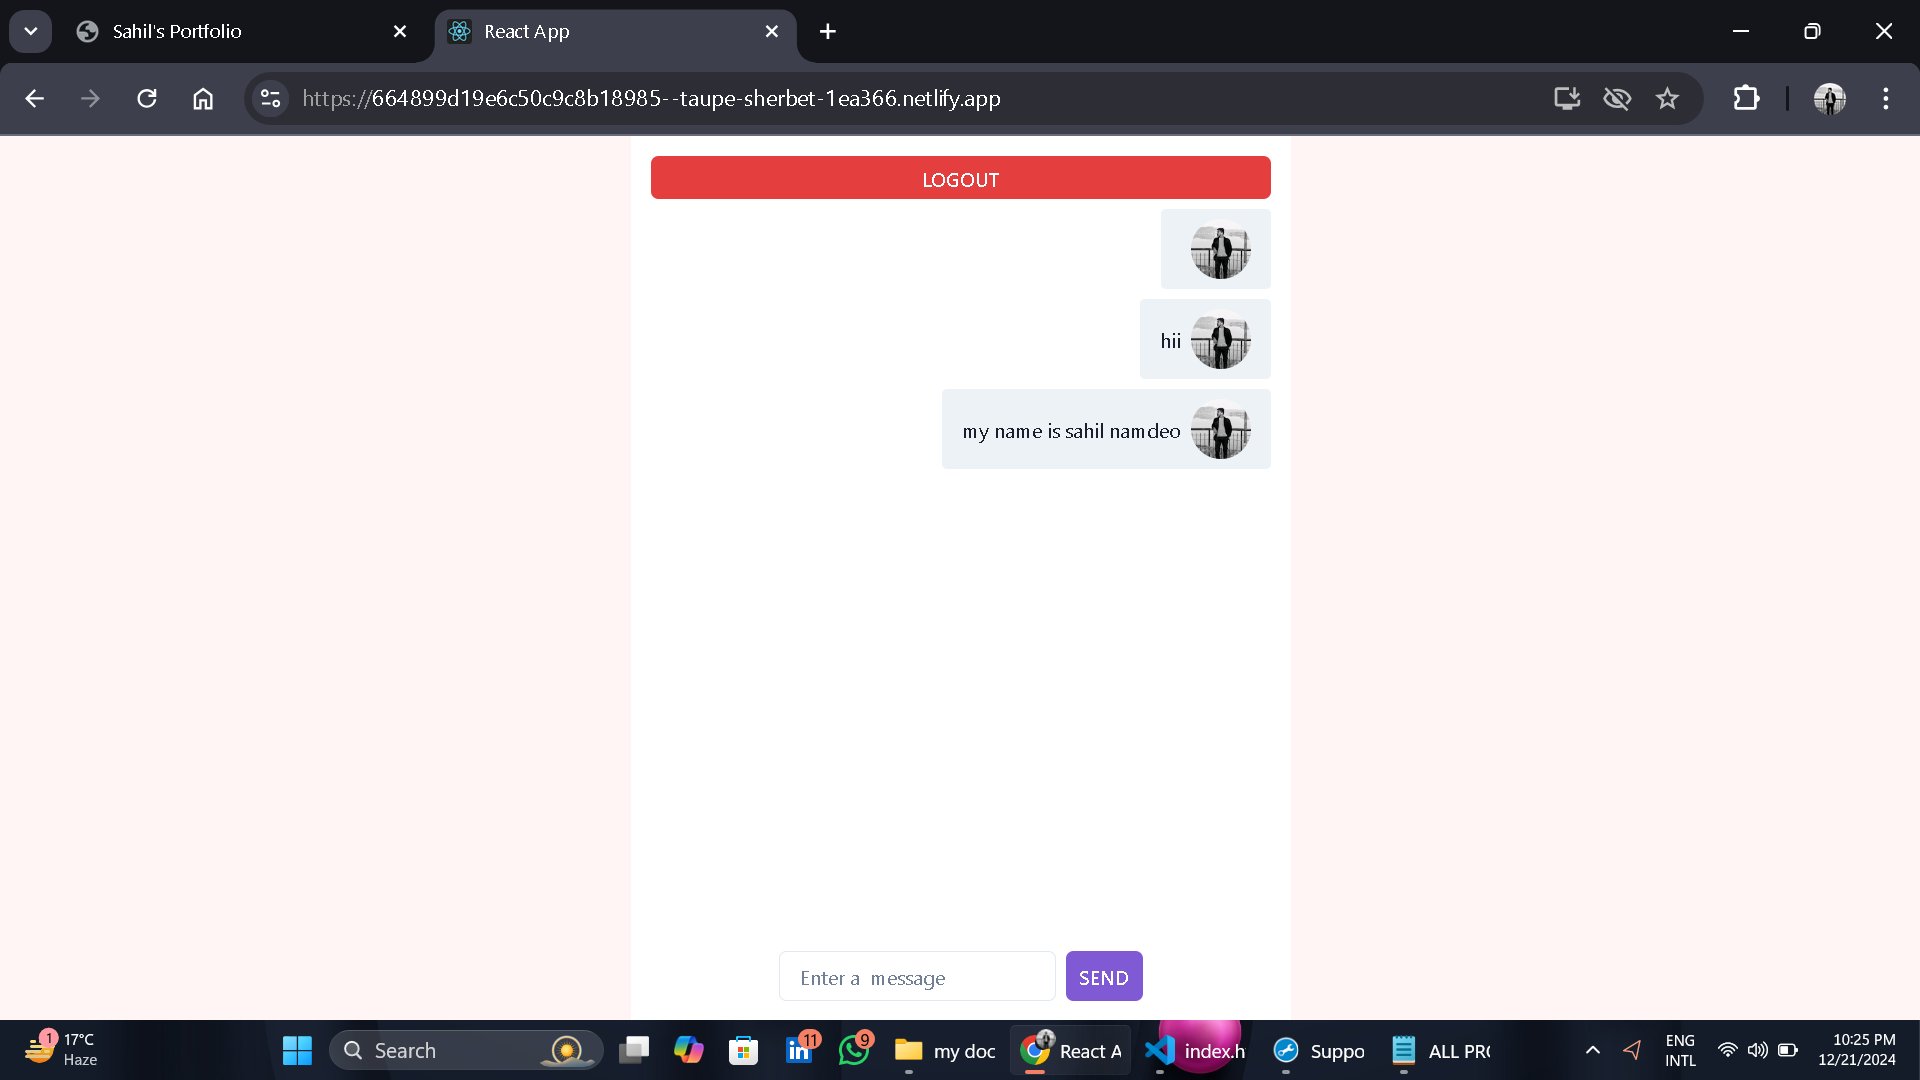 Sahil's Portfolio
React App
https://664899d19e6c50c9c8b18985--taupe-sherbet-1ea366.netlify.app
LOGOUT
hii
my name is sahil namdeo
Enter a  message
SEND
1
17°C
Haze
Search
11
9
my doc
React A
index.h
Suppo
ALL PR
ENG
INTL
10:25 PM
12/21/2024